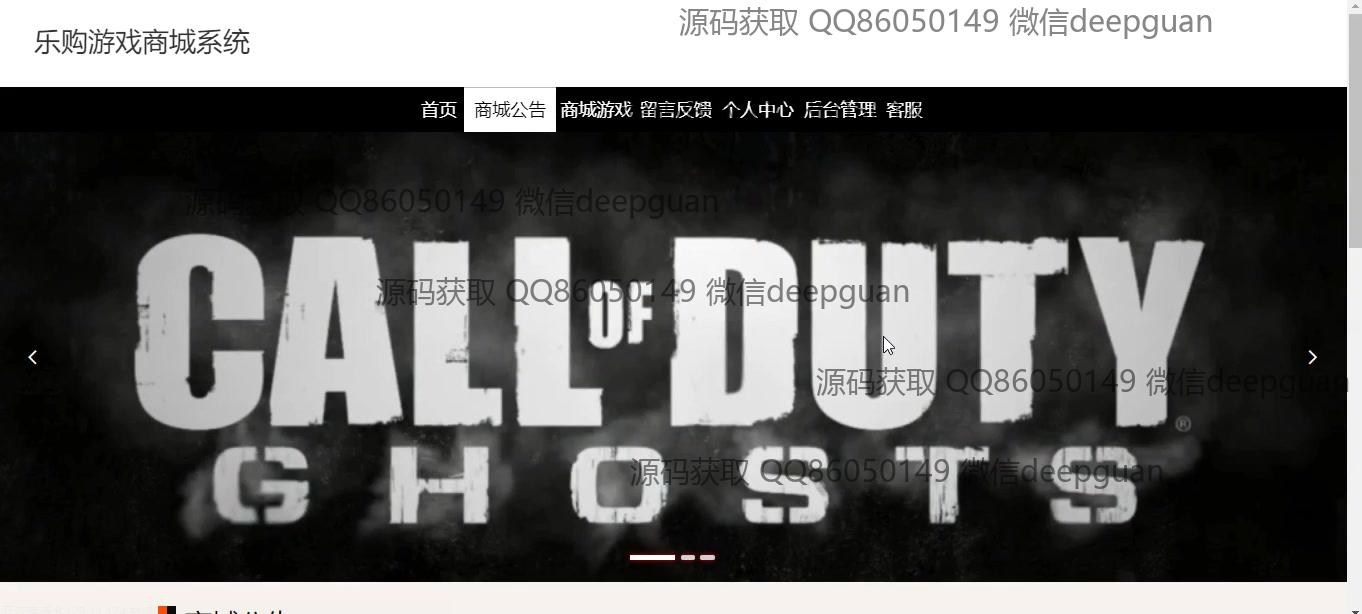 源码获取 QQ86050149 微信deepguan
乐购游戏商城系统
首页 商城公告 商城游戏 留言反馈 个人中心 后台管理 客服
源码获取 QQ86050149 微信deepguan
CALL OF DUTY
源码获取 QQ86050149 微信deepguan
源码获取 QQ86050149 微信deepguan
®
GHOSTS
源码获取 QQ86050149 微信deepguan
商城公告